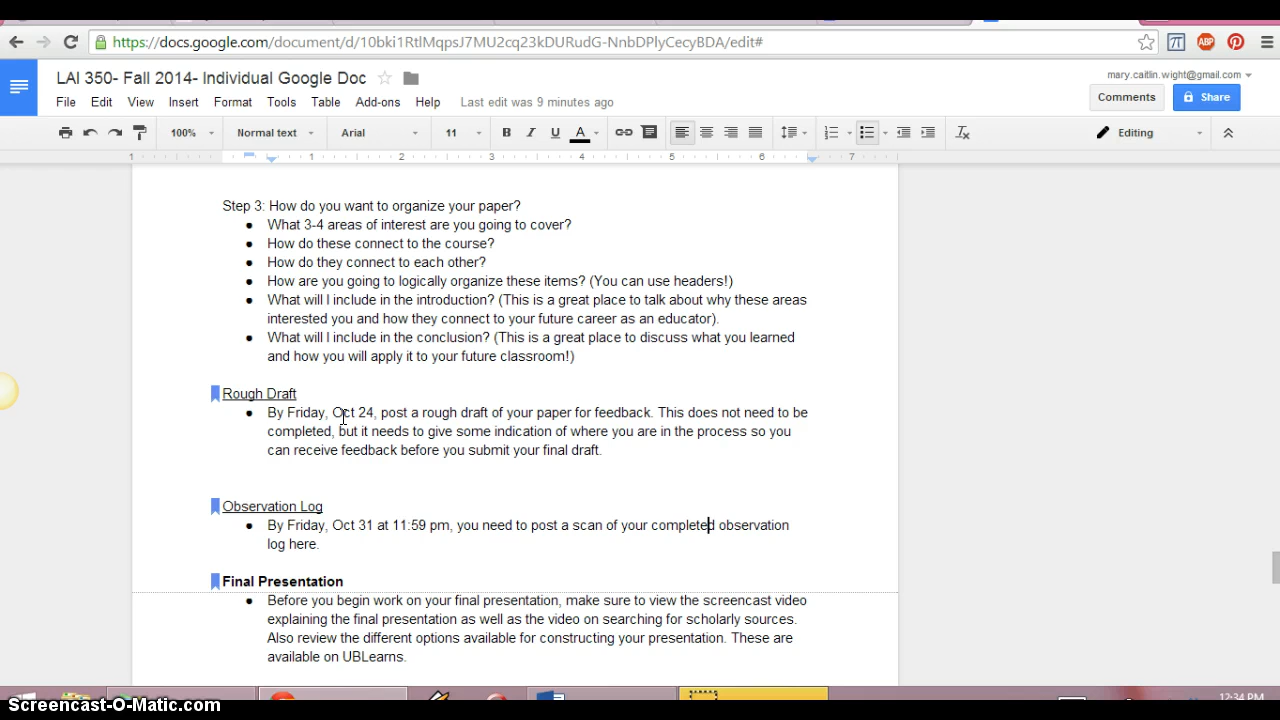 https://docs.google.com/document/d/10bki1RtlMqpsJ7MU2cq23kDURudG-NnbDPlyCecyBDA/edit#
ABP
LAI 350- Fall 2014- Individual Google Doc
mary.caitlin.wight@gmail.com
File Edit View Insert Format Tools Table Add-ons Help Last edit was 9 minutes ago
Comments Share
100% Normal text Arial 11 B I U A Editing
1 1 2 3 4 5 6 7
Step 3: How do you want to organize your paper?
● What 3-4 areas of interest are you going to cover?
● How do these connect to the course?
● How do they connect to each other?
● How are you going to logically organize these items? (You can use headers!)
● What will I include in the introduction? (This is a great place to talk about why these areas
interested you and how they connect to your future career as an educator).
● What will I include in the conclusion? (This is a great place to discuss what you learned
and how you will apply it to your future classroom!)
Rough Draft
● By Friday, Oct 24, post a rough draft of your paper for feedback. This does not need to be
completed, but it needs to give some indication of where you are in the process so you
can receive feedback before you submit your final draft.
Observation Log
● By Friday, Oct 31 at 11:59 pm, you need to post a scan of your completed observation
log here.
Final Presentation
● Before you begin work on your final presentation, make sure to view the screencast video
explaining the final presentation as well as the video on searching for scholarly sources.
Also review the different options available for constructing your presentation. These are
available on UBLearns.
12:34 PM
Screencast-O-Matic.com